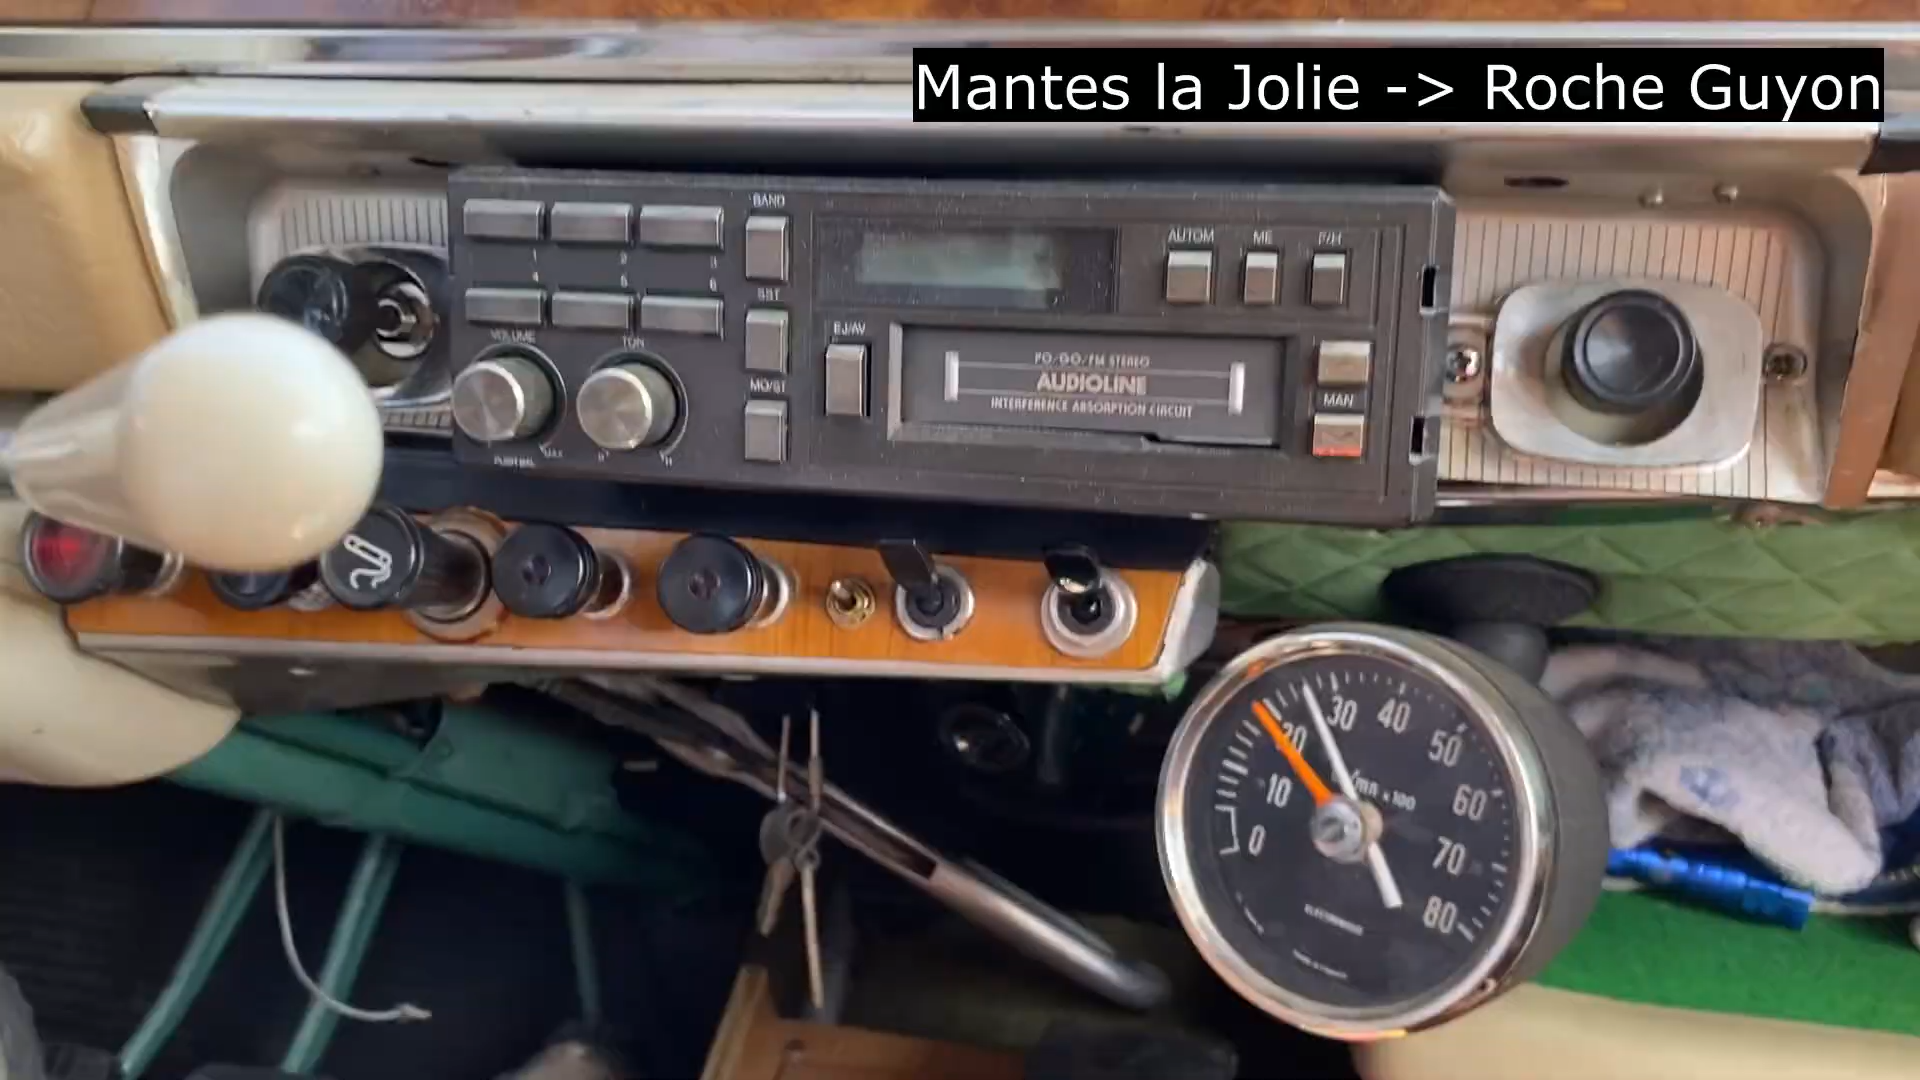 Mantes la Jolie -> Roche Guyon
BAND
AUTOM ME
1 2 3
4 5 6
SST
EJ/AV
VOLUME TON
PO/GO/FM STEREO
AUDIOLINE
INTERFERENCE ABSORPTION CIRCUIT
MO/ST
MAN
MAX
0 10 20 30 40 50 60 70 80
x 100